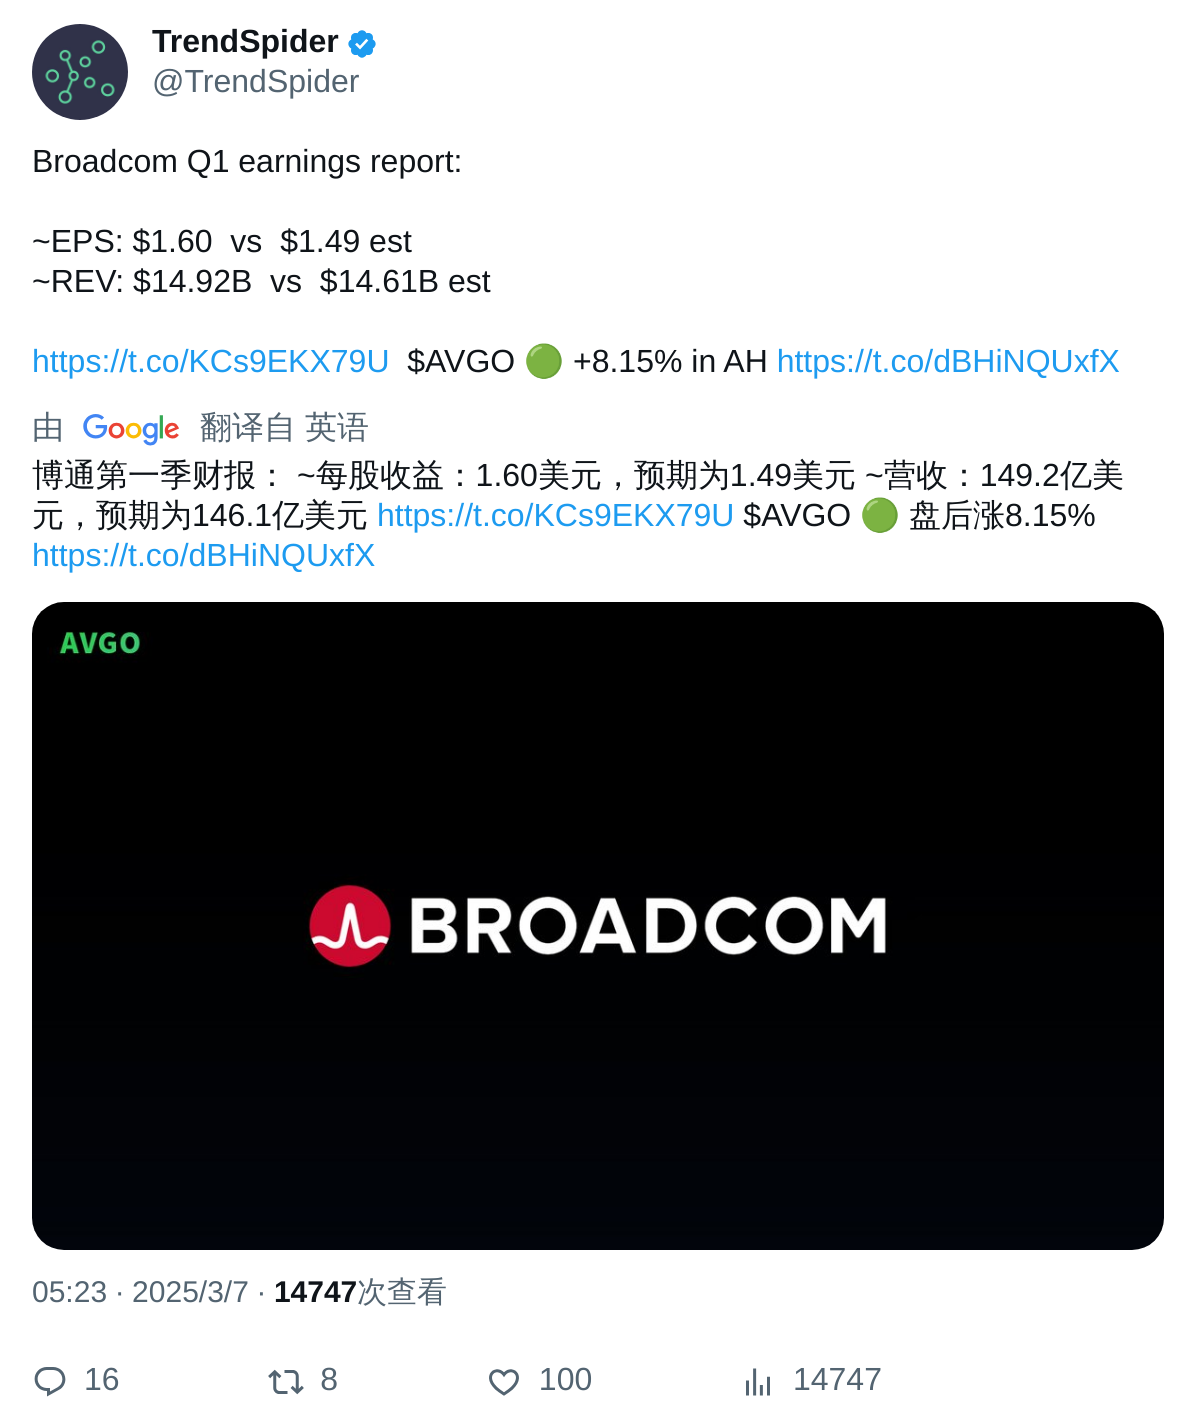 TrendSpider
@TrendSpider
Broadcom Q1 earnings report:
~EPS: $1.60 vs $1.49 est
~REV: $14.92B vs $14.61B est
https://t.co/KCs9EKX79U $AVGO 🟢 +8.15% in AH https://t.co/dBHiNQUxfX
由 Google 翻译自 英语
博通第一季财报： ~每股收益：1.60美元，预期为1.49美元 ~营收：149.2亿美
元，预期为146.1亿美元 https://t.co/KCs9EKX79U $AVGO 🟢 盘后涨8.15%
https://t.co/dBHiNQUxfX
AVGO
BROADCOM
05:23 · 2025/3/7 · 14747次查看
16 8 100 14747